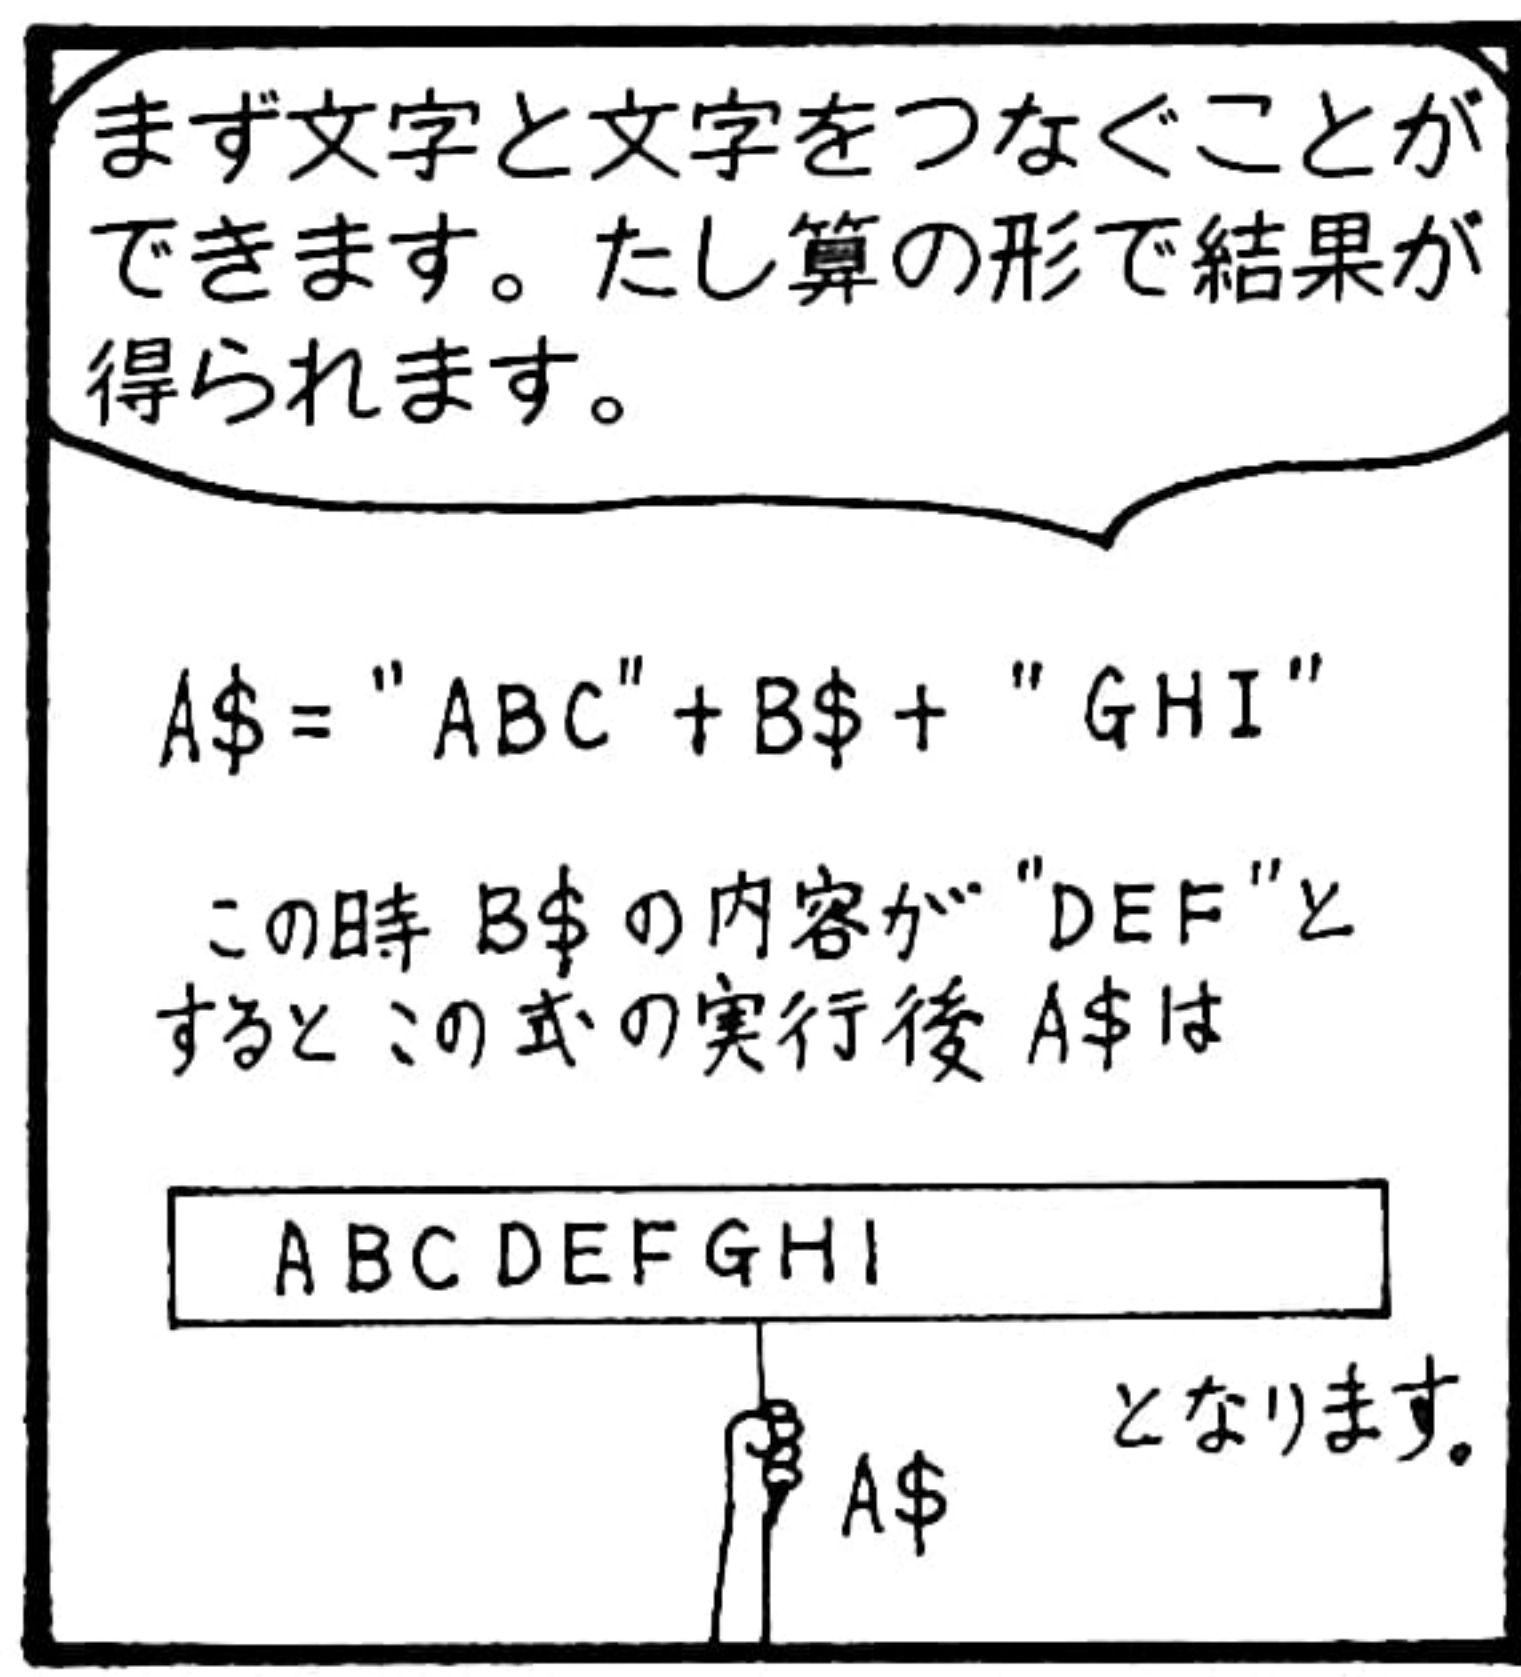 まず文字と文字をつなぐことが
できます。たし算の形で結果が
得られます。
A$="ABC"+B$+"GHI"
この時 B$の内容が"DEF"と
するとこの式の実行後 A$は
ABCDEFGHI
となります。
A$